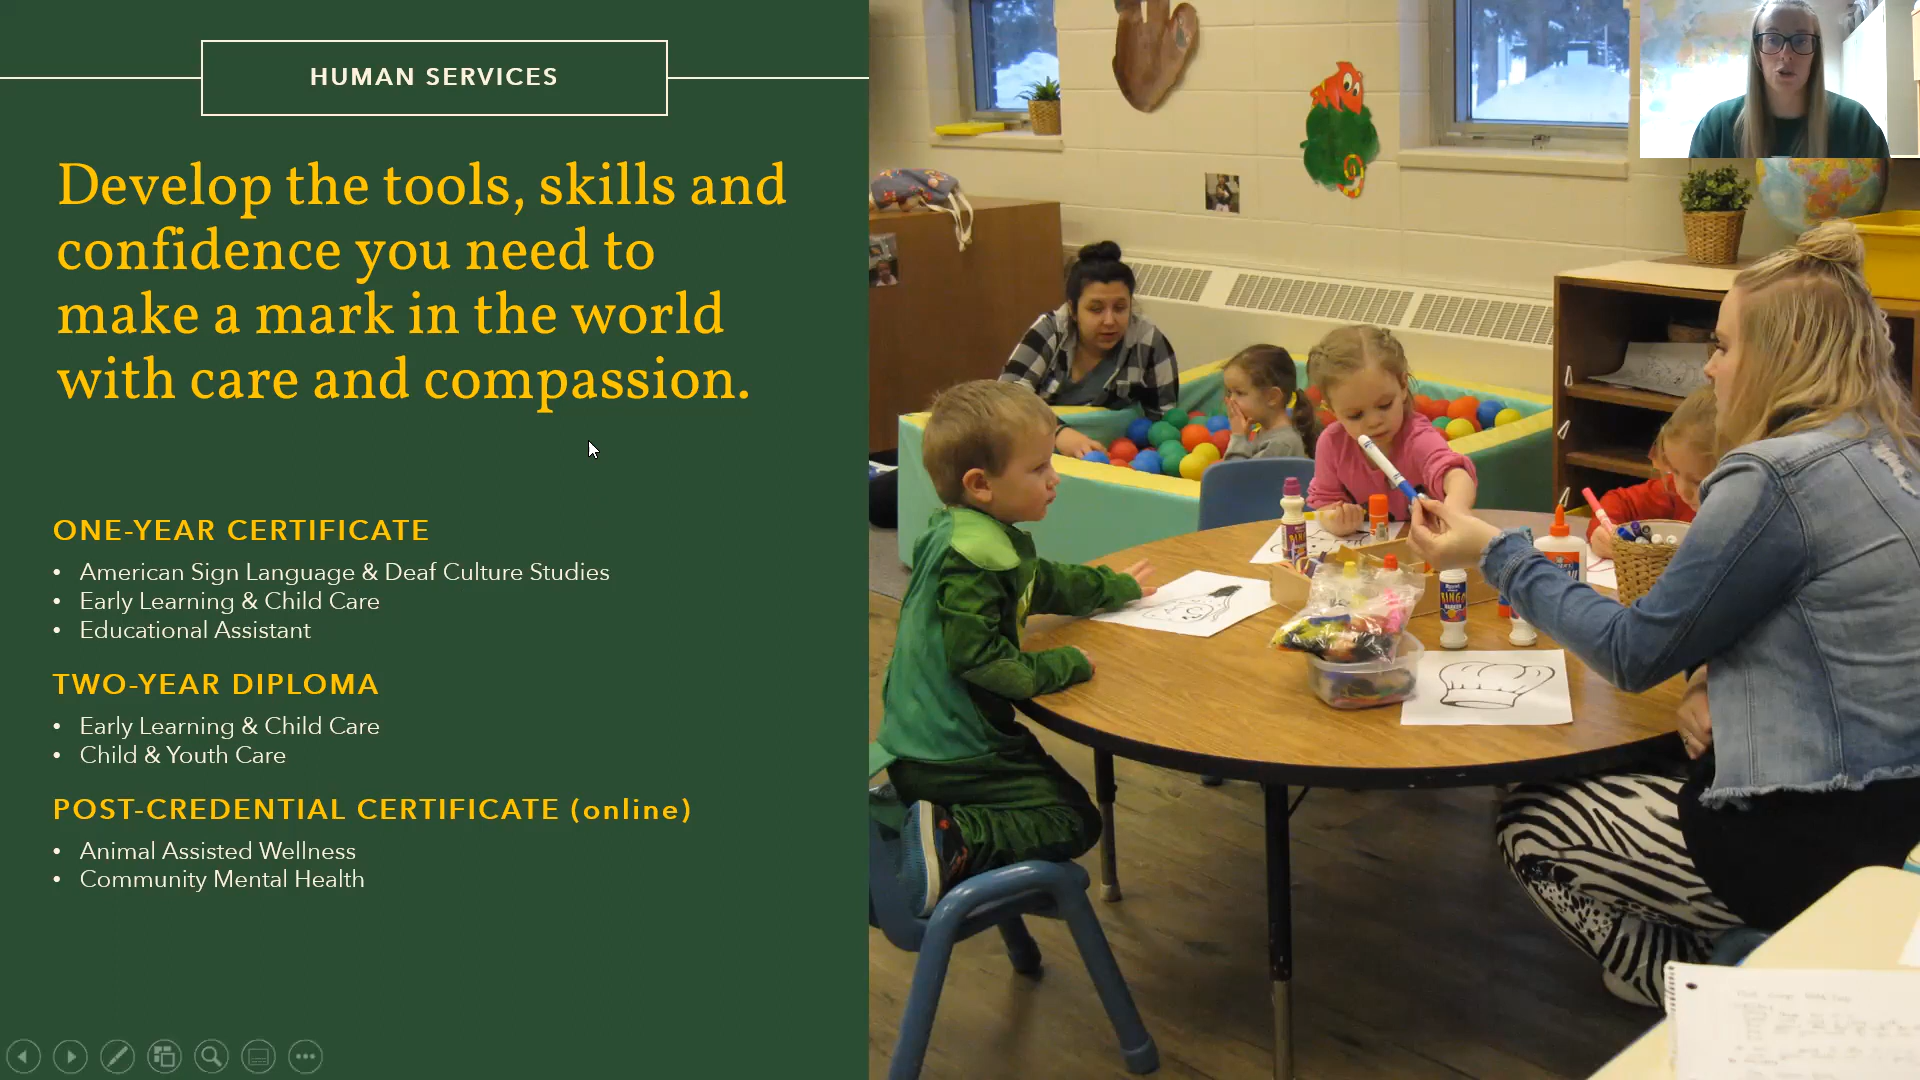 HUMAN SERVICES
Develop the tools, skills and
confidence you need to
make a mark in the world
with care and compassion.
ONE-YEAR CERTIFICATE
• American Sign Language & Deaf Culture Studies
• Early Learning & Child Care
• Educational Assistant
TWO-YEAR DIPLOMA
• Early Learning & Child Care
• Child & Youth Care
POST-CREDENTIAL CERTIFICATE (online)
• Animal Assisted Wellness
• Community Mental Health
BINGO